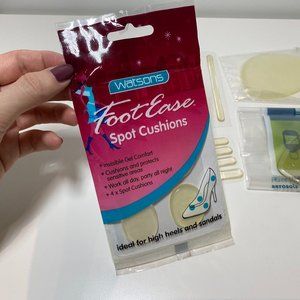 watsons
Foot Ease
Spot Cushions
• Invisible Gel Comfort
• Cushions and protects
sensitive areas
• Work all day, party all night
• 4 x Spot Cushions
ideal for high heels and sandals